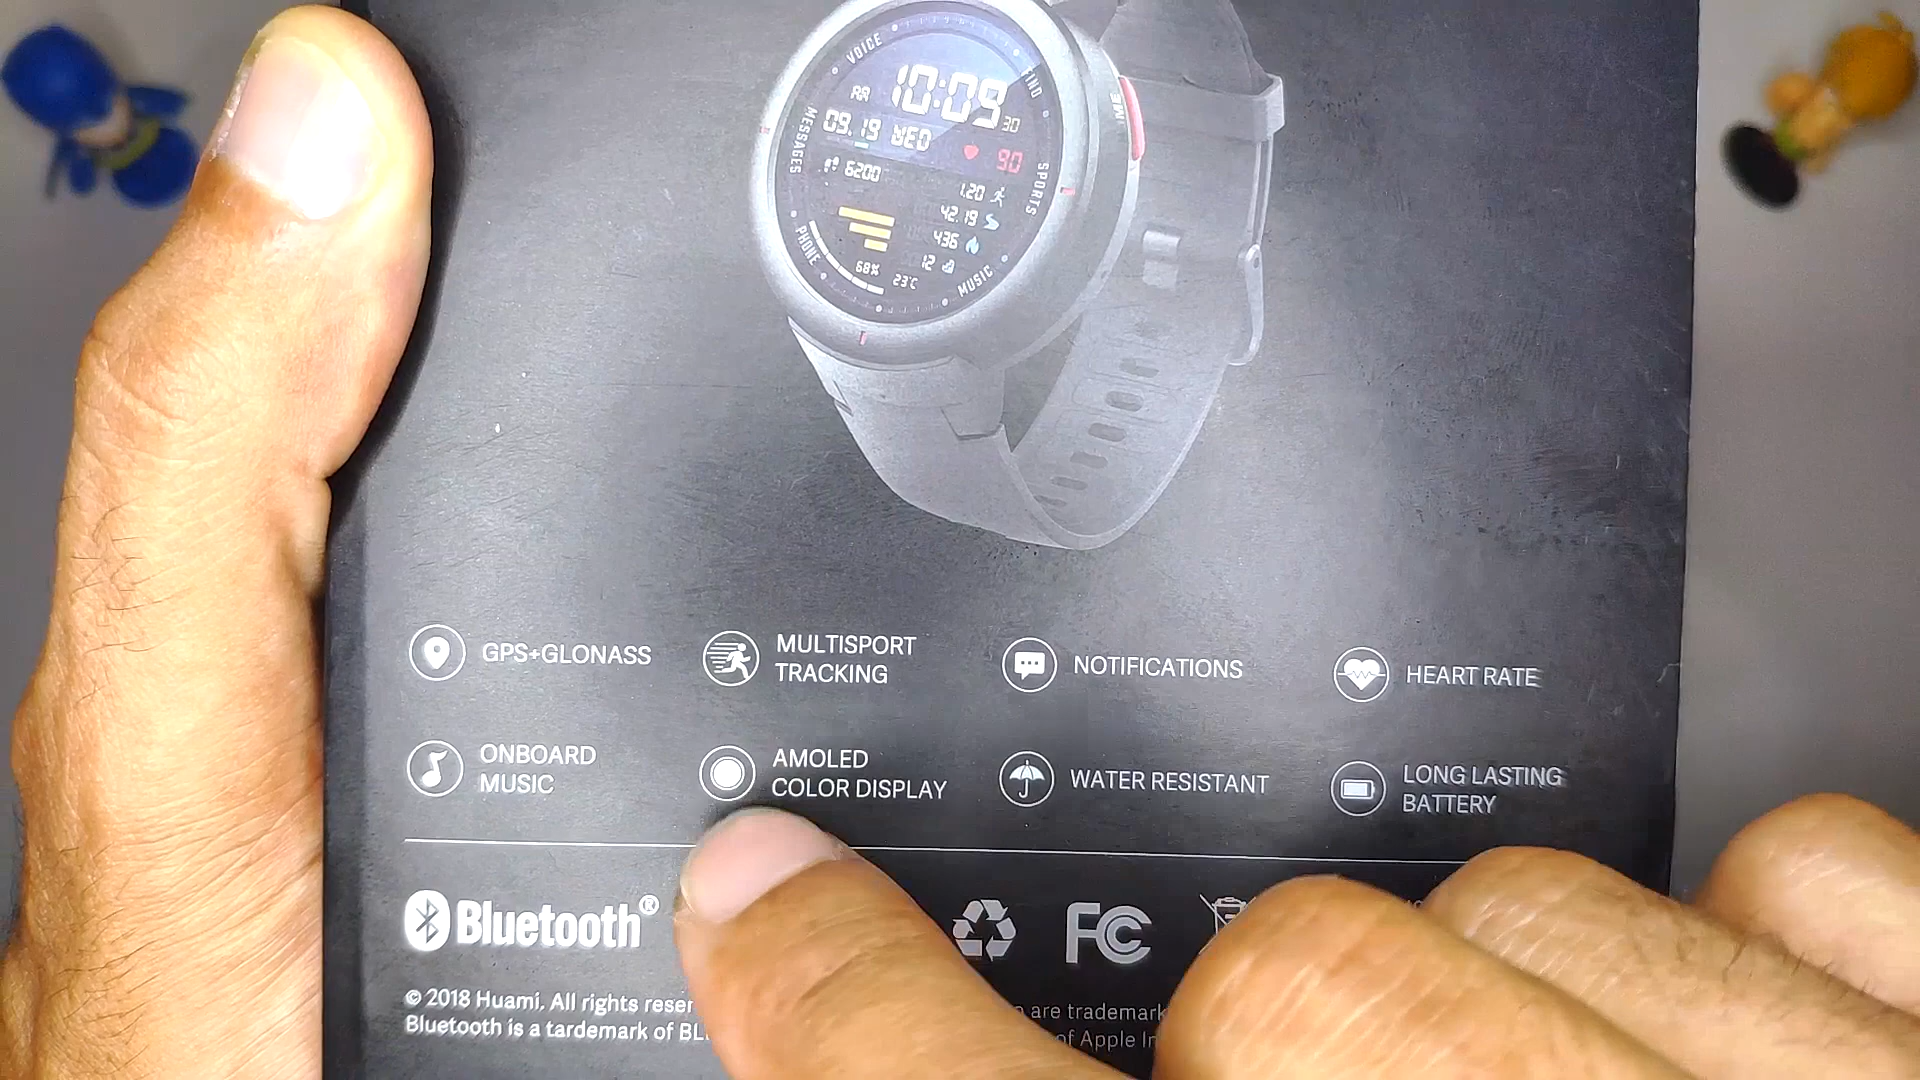 VOICE
FIND
10:09
30
09.19 WED
90
MESSAGES
6200
SPORTS
1.20
42.19
436
12
PHONE
68%
23°C
MUSIC
GPS+GLONASS
MULTISPORT
TRACKING
NOTIFICATIONS
HEART RATE
ONBOARD
MUSIC
AMOLED
COLOR DISPLAY
WATER RESISTANT
LONG LASTING
BATTERY
Bluetooth®
FC
© 2018 Huami. All rights reser
are trademark
Bluetooth is a tardemark of BL
of Apple In